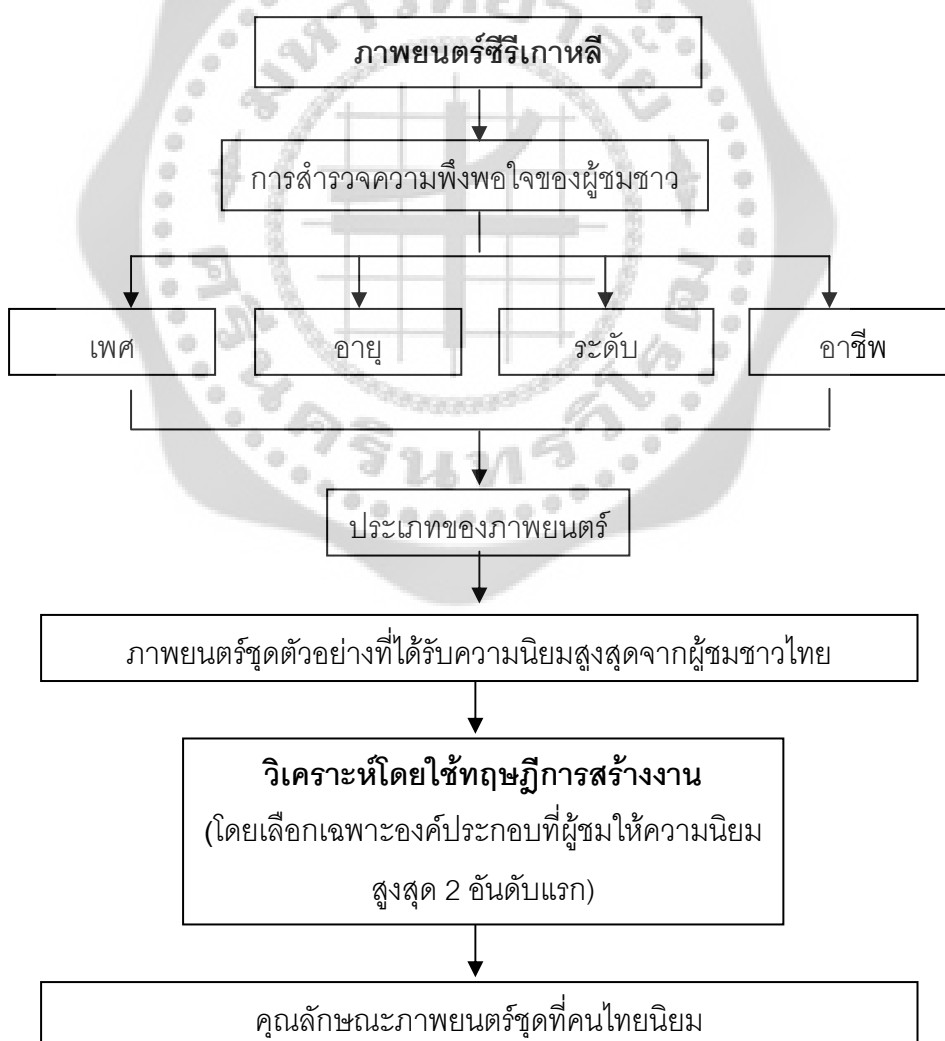 ภาพยนตร์ซีรีเกาหลี
การสำรวจความพึงพอใจของผู้ชมชาว
เพศ อายุ ระดับ อาชีพ
ประเภทของภาพยนตร์
ภาพยนตร์ชุดตัวอย่างที่ได้รับความนิยมสูงสุดจากผู้ชมชาวไทย
วิเคราะห์โดยใช้ทฤษฎีการสร้างงาน
(โดยเลือกเฉพาะองค์ประกอบที่ผู้ชมให้ความนิยม
สูงสุด 2 อันดับแรก)
คุณลักษณะภาพยนตร์ชุดที่คนไทยนิยม